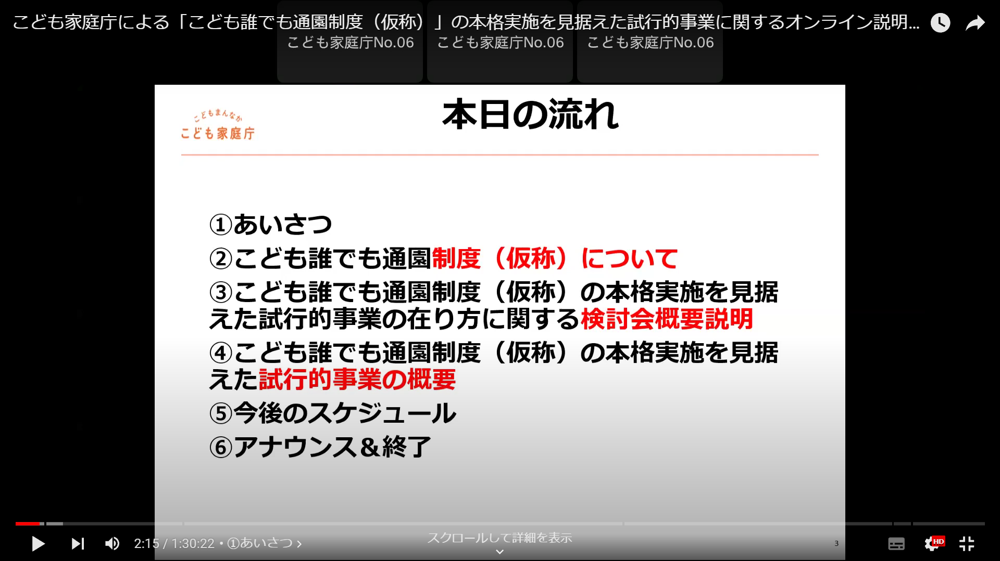 こども家庭庁による「こども誰でも通園制度（仮称）」の本格実施を見据えた試行的事業に関するオンライン説明...
こども家庭庁No.06
こども家庭庁No.06
こども家庭庁No.06
こどもまんなか
こども家庭庁
本日の流れ
①あいさつ
②こども誰でも通園制度（仮称）について
③こども誰でも通園制度（仮称）の本格実施を見据
えた試行的事業の在り方に関する検討会概要説明
④こども誰でも通園制度（仮称）の本格実施を見据
えた試行的事業の概要
⑤今後のスケジュール
⑥アナウンス＆終了
スクロールして詳細を表示
2:15 / 1:30:22・①あいさつ
3
HD